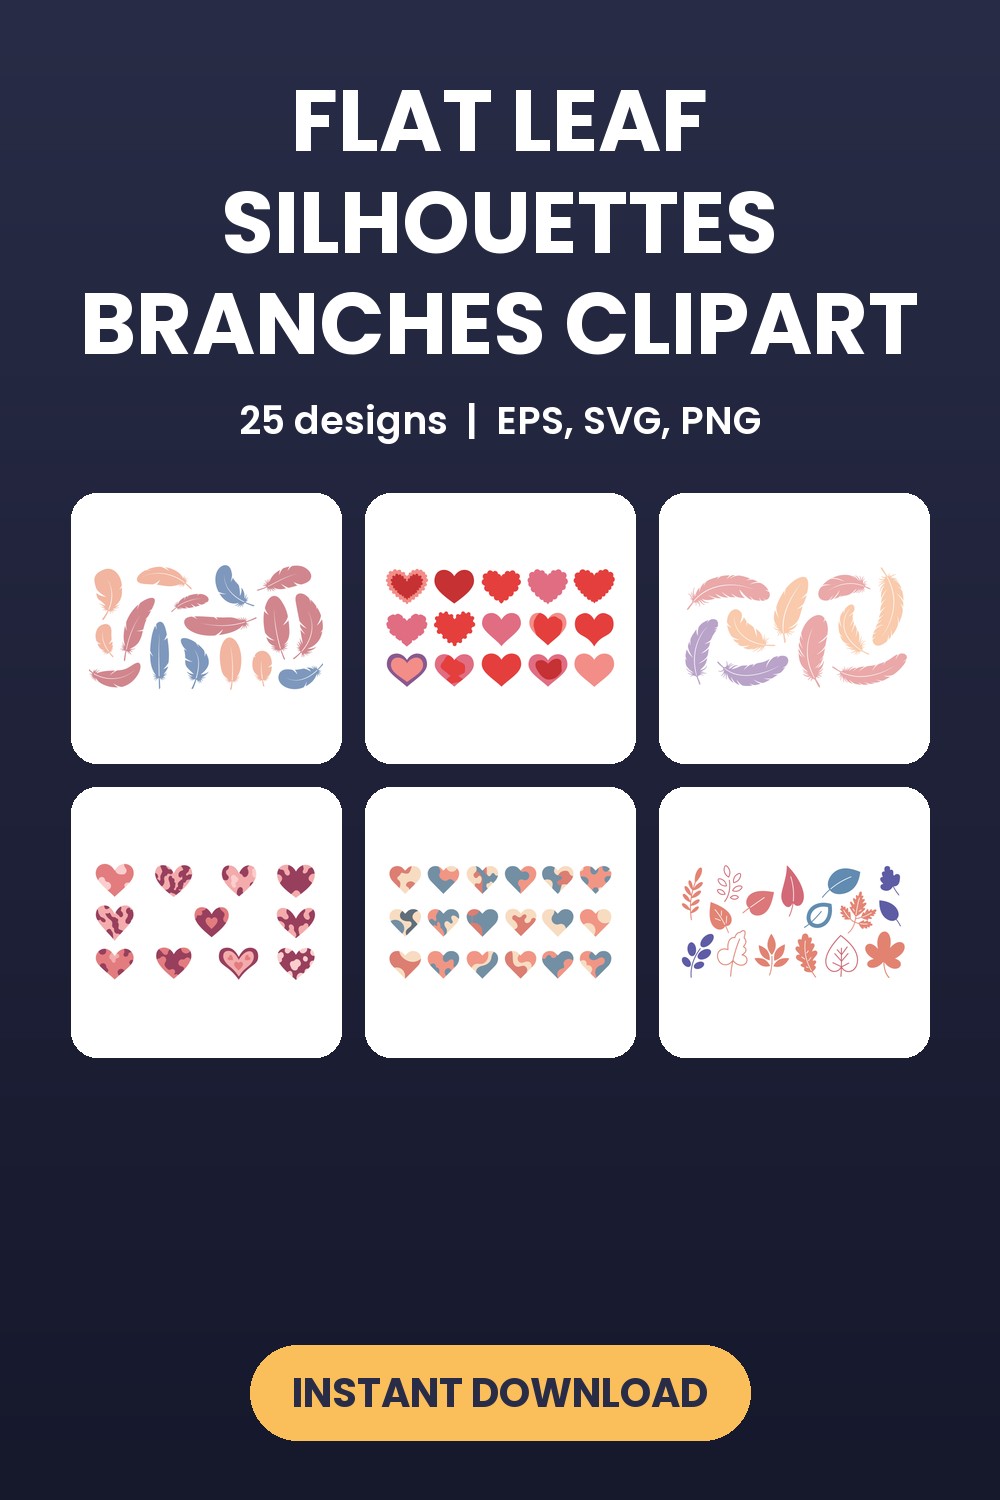 FLAT LEAF
SILHOUETTES
BRANCHES CLIPART
25 designs | EPS, SVG, PNG
INSTANT DOWNLOAD